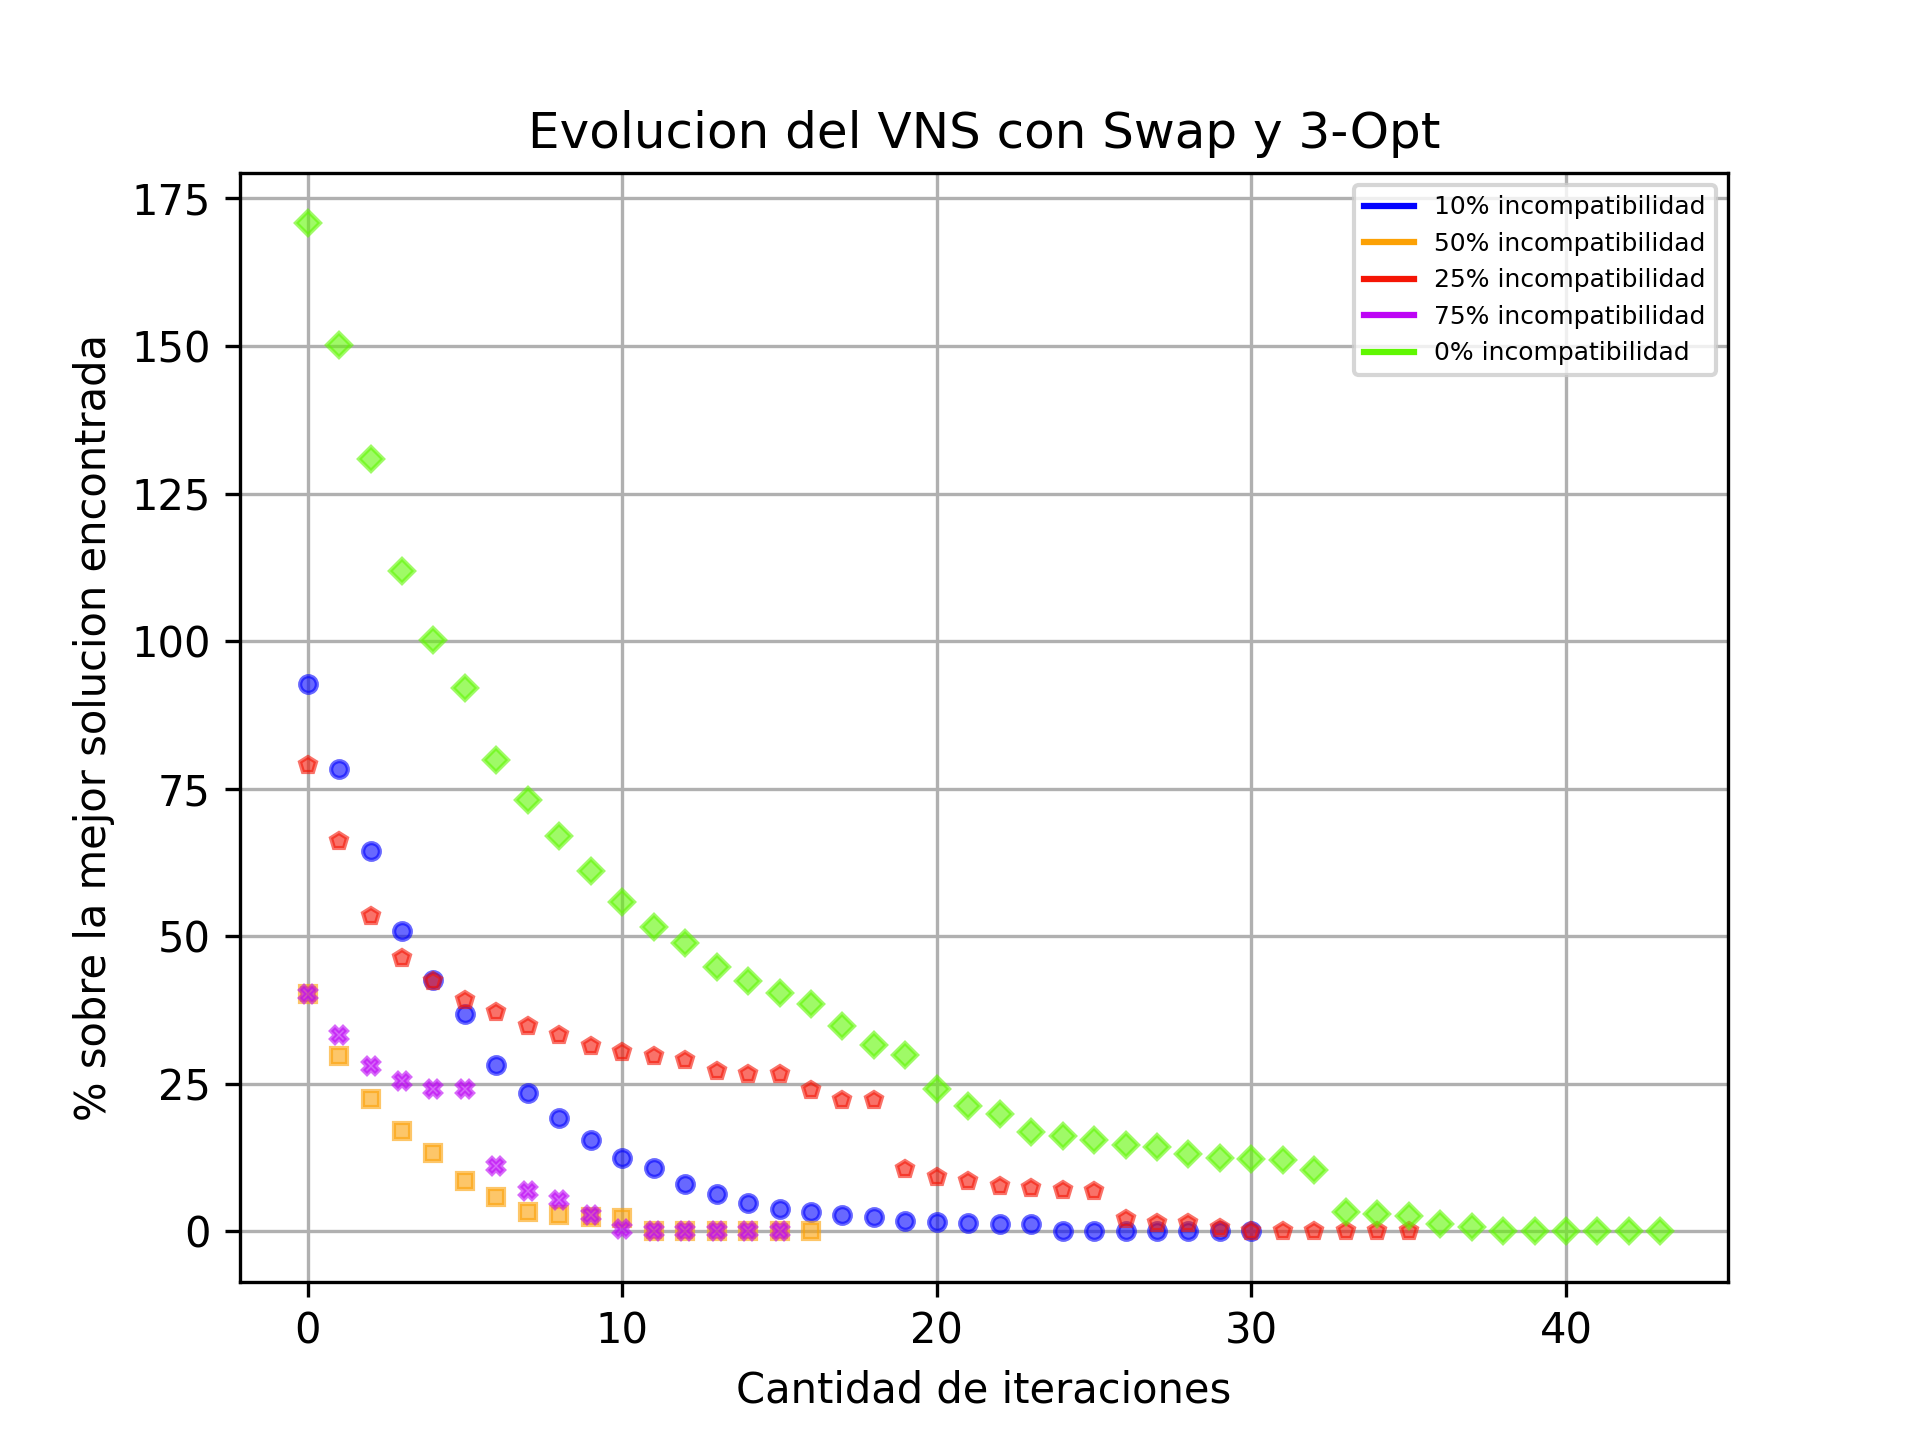 Evolucion del VNS con Swap y 3-Opt
10% incompatibilidad
50% incompatibilidad
25% incompatibilidad
75% incompatibilidad
0% incompatibilidad
% sobre la mejor solucion encontrada
175
150
125
100
75
50
25
0
0 10 20 30 40
Cantidad de iteraciones